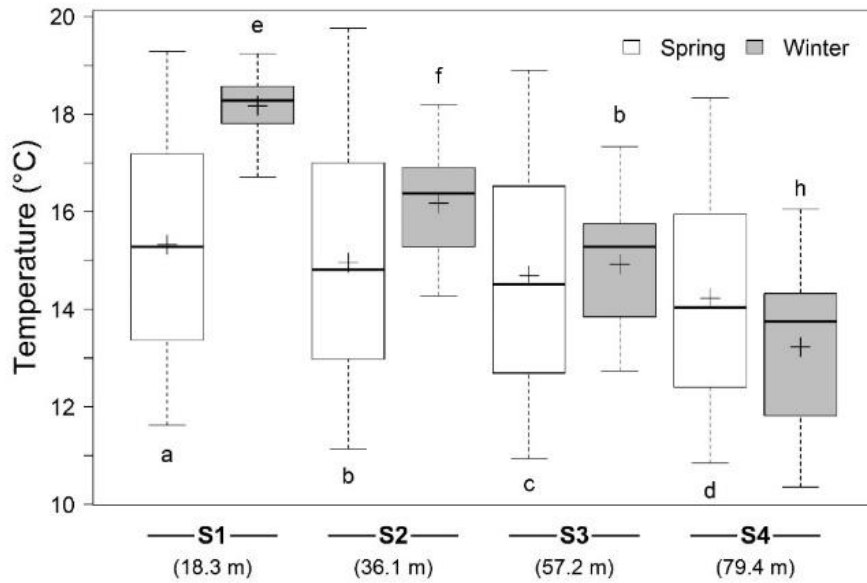 20
18
16
14
12
10
Temperature (°C)
Spring Winter
e
f
b
h
a
b
c
d
S1 S2 S3 S4
(18.3 m) (36.1 m) (57.2 m) (79.4 m)